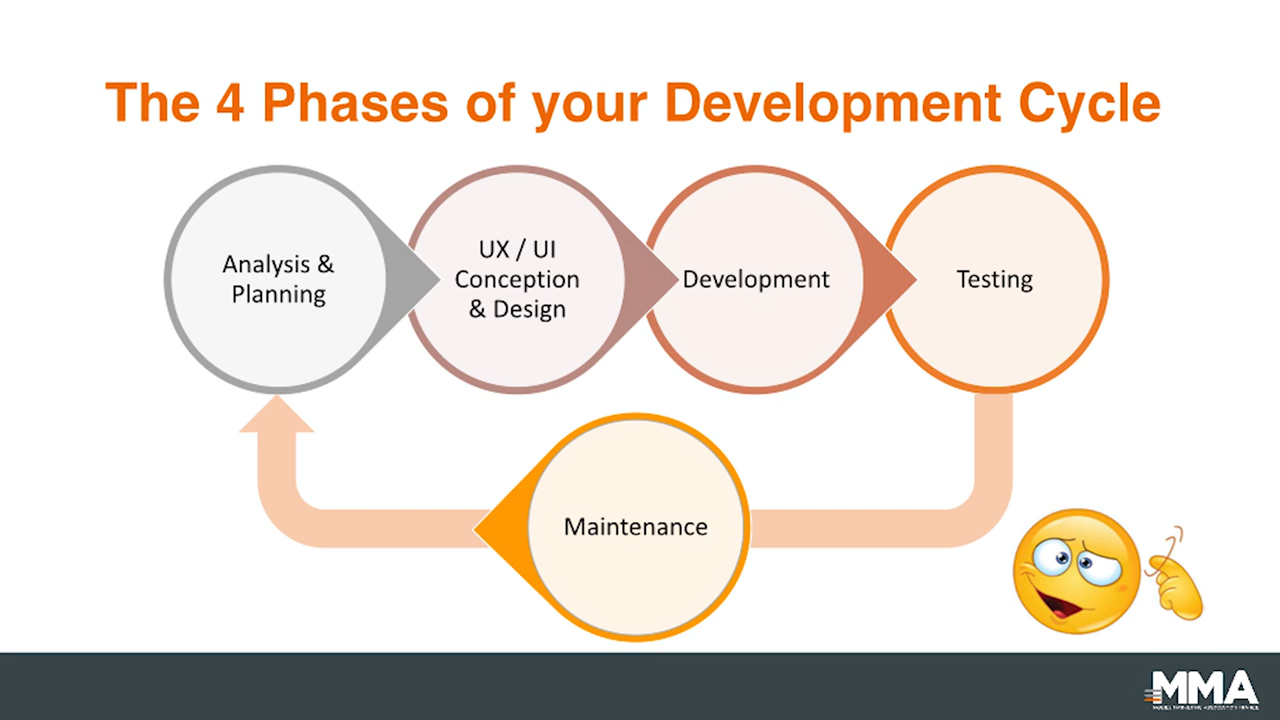 The 4 Phases of your Development Cycle
Analysis &
Planning
UX / UI
Conception
& Design
Development
Testing
Maintenance
MMA